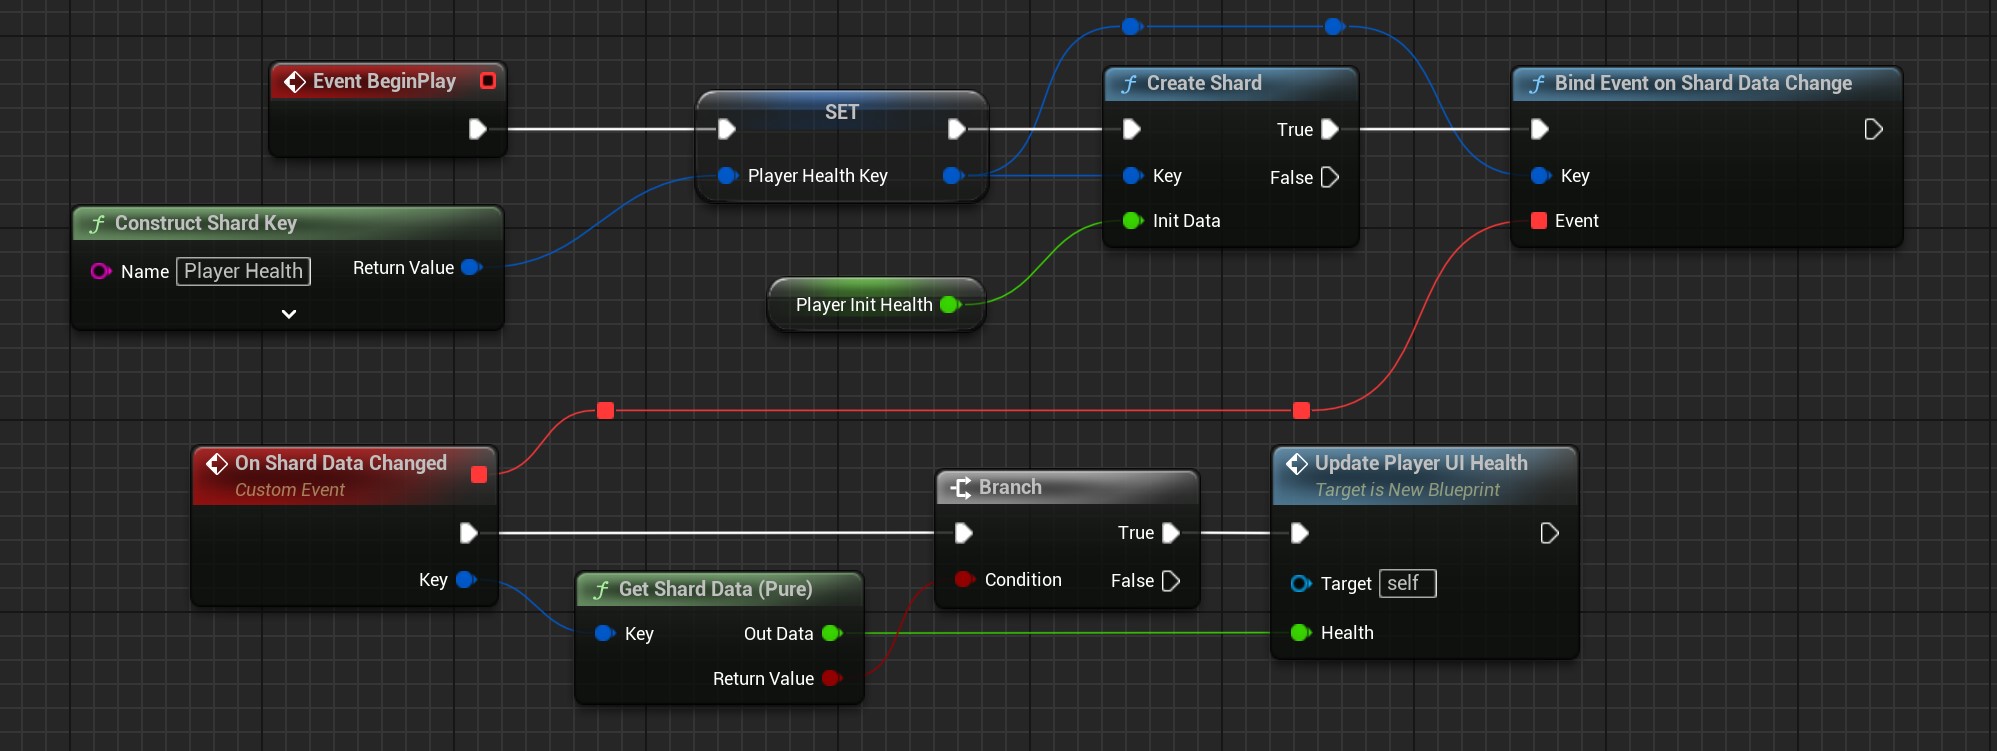 Event BeginPlay
SET
Player Health Key
Create Shard
True
Key
False
Init Data
Bind Event on Shard Data Change
Key
Event
Construct Shard Key
Name Player Health
Return Value
Player Init Health
On Shard Data Changed
Custom Event
Key
Get Shard Data (Pure)
Key
Out Data
Return Value
Branch
True
Condition
False
Update Player UI Health
Target is New Blueprint
Target self
Health